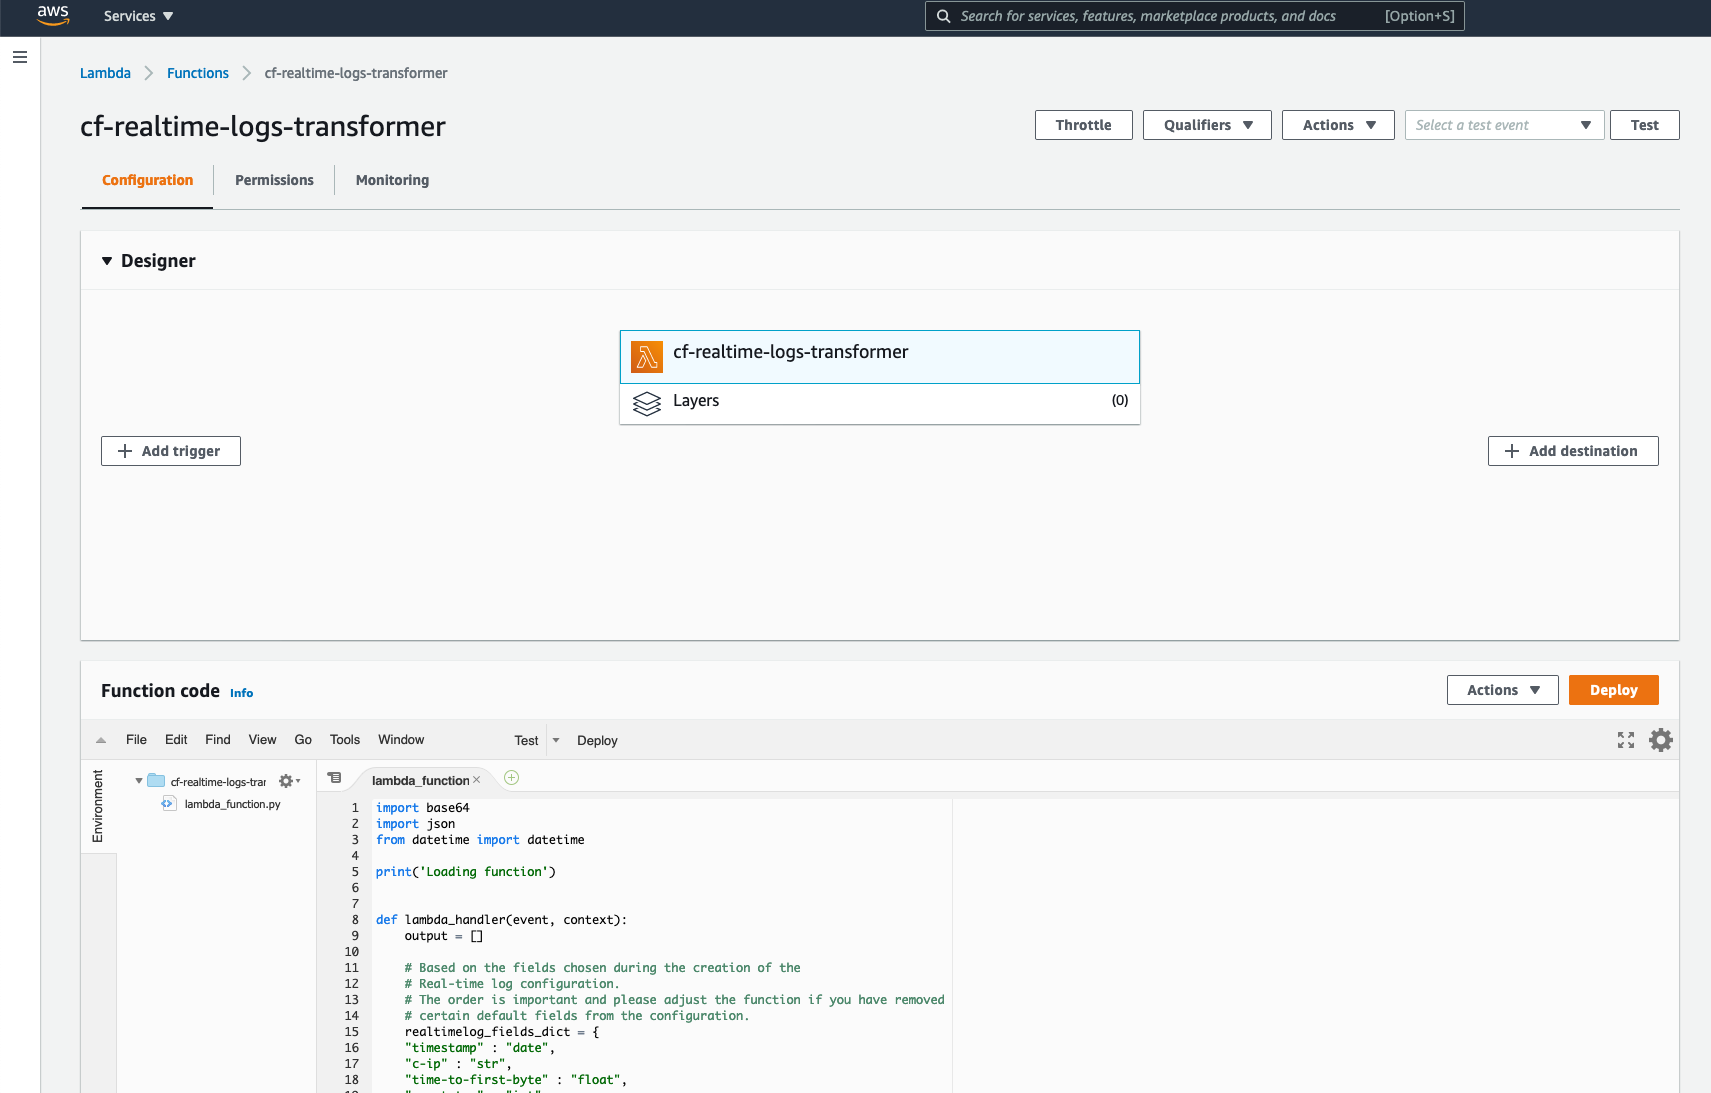 aws Services Search for services, features, marketplace products, and docs [Option+S]
Lambda Functions cf-realtime-logs-transformer
cf-realtime-logs-transformer
Throttle Qualifiers Actions Select a test event Test
Configuration Permissions Monitoring
Designer
cf-realtime-logs-transformer
Layers (0)
+ Add trigger
+ Add destination
Function code Info
Actions Deploy
File Edit Find View Go Tools Window Test Deploy
Environment
cf-realtime-logs-trar
lambda_function.py
lambda_function ×
1 import base64
2 import json
3 from datetime import datetime
4
5 print('Loading function')
6
7
8 def lambda_handler(event, context):
9 output = []
10
11 # Based on the fields chosen during the creation of the
12 # Real-time log configuration.
13 # The order is important and please adjust the function if you have removed
14 # certain default fields from the configuration.
15 realtimelog_fields_dict = {
16 "timestamp" : "date",
17 "c-ip" : "str",
18 "time-to-first-byte" : "float",